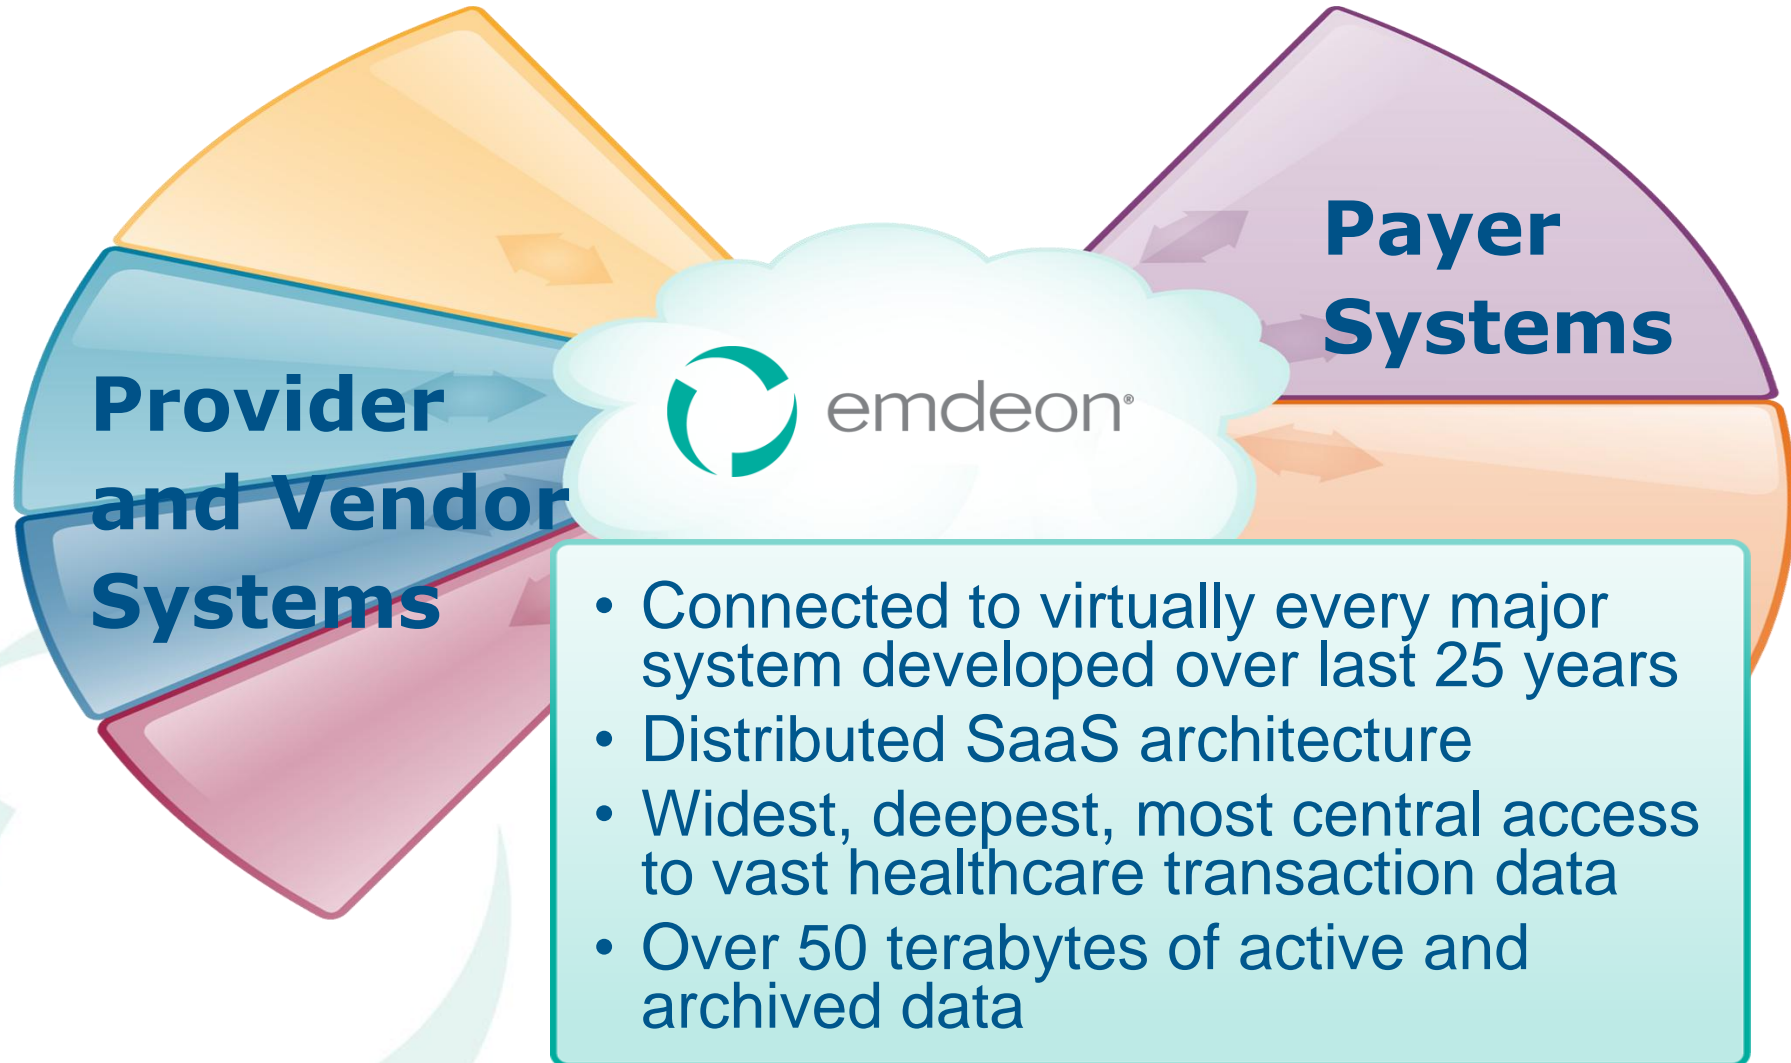 Provider
and Vendor
Systems
emdeon®
Payer
Systems
• Connected to virtually every major
system developed over last 25 years
• Distributed SaaS architecture
• Widest, deepest, most central access
to vast healthcare transaction data
• Over 50 terabytes of active and
archived data